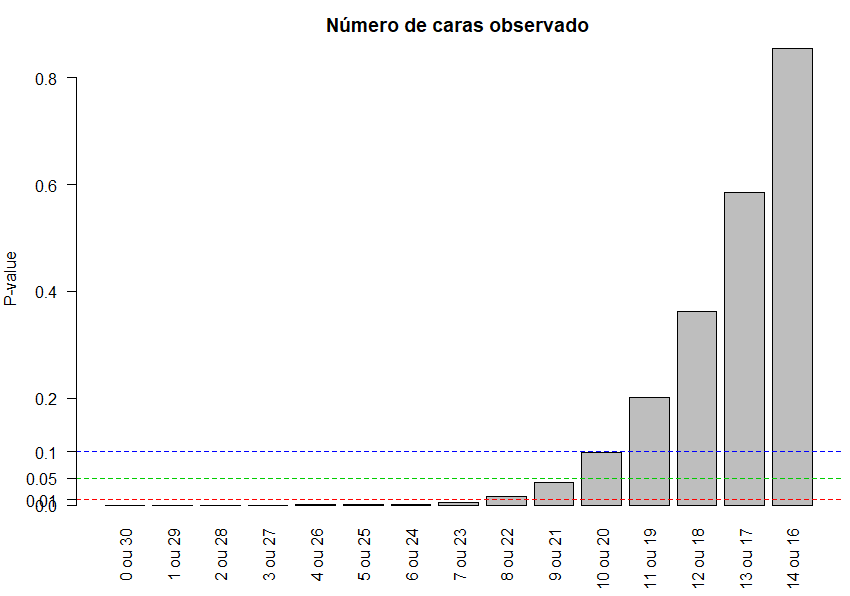 Número de caras observado
P-value
0.8
0.6
0.4
0.2
0.1
0.05
0.01
0.0
0 ou 30
1 ou 29
2 ou 28
3 ou 27
4 ou 26
5 ou 25
6 ou 24
7 ou 23
8 ou 22
9 ou 21
10 ou 20
11 ou 19
12 ou 18
13 ou 17
14 ou 16